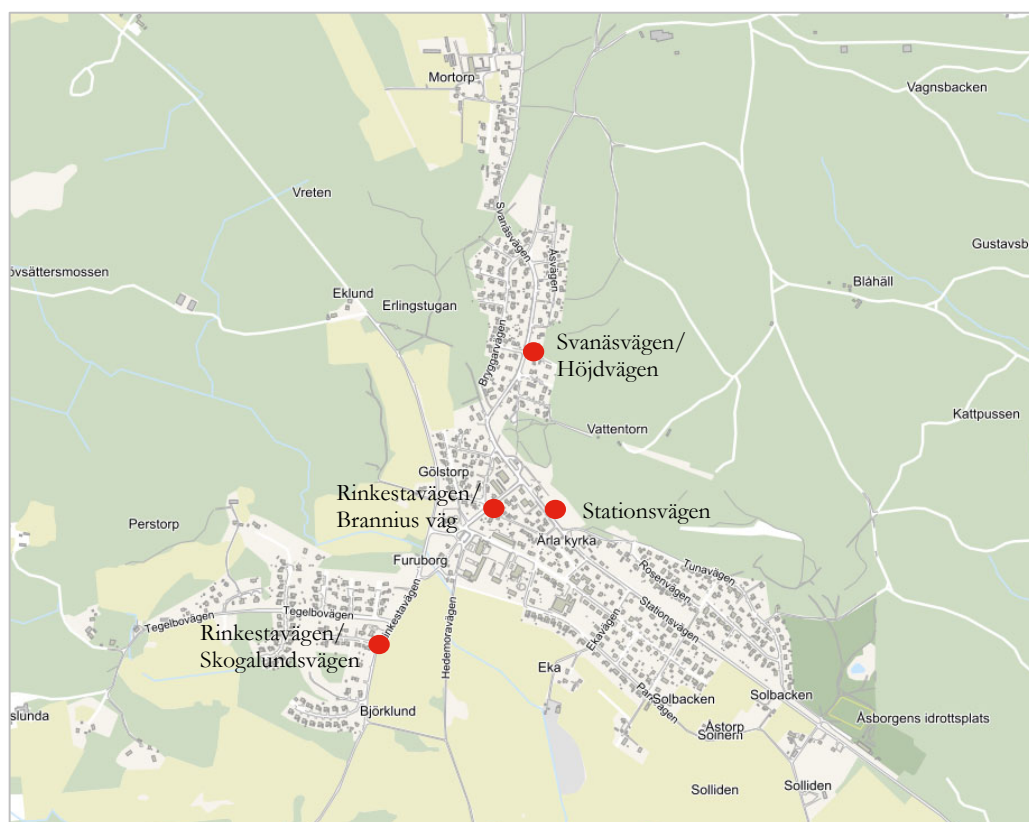 Mortorp
Vagnsbacken
Vreten
Svanäsvägen
Åsvägen
Gustavsb
övsättersmossen
Blåhäll
Eklund
Erlingstugan
Bryggarvägen
Svanäsvägen/
Höjdvägen
Kattpussen
Vattentorn
Gölstorp
Rinkestavägen/
Brannius väg
Stationsvägen
Perstorp
Ärla kyrka
Furuborg
Tunavägen
Rosenvägen
Tegelbovägen
Tegelbovägen
Rinkestavägen
Hedemoravägen
Stationsvägen
Ekavägen
Rinkestavägen/
Skogalundsvägen
Eka
Solbacken
Solbacken
slunda
Björklund
Åstorp
Åsborgens idrottsplats
Solliden
Solliden